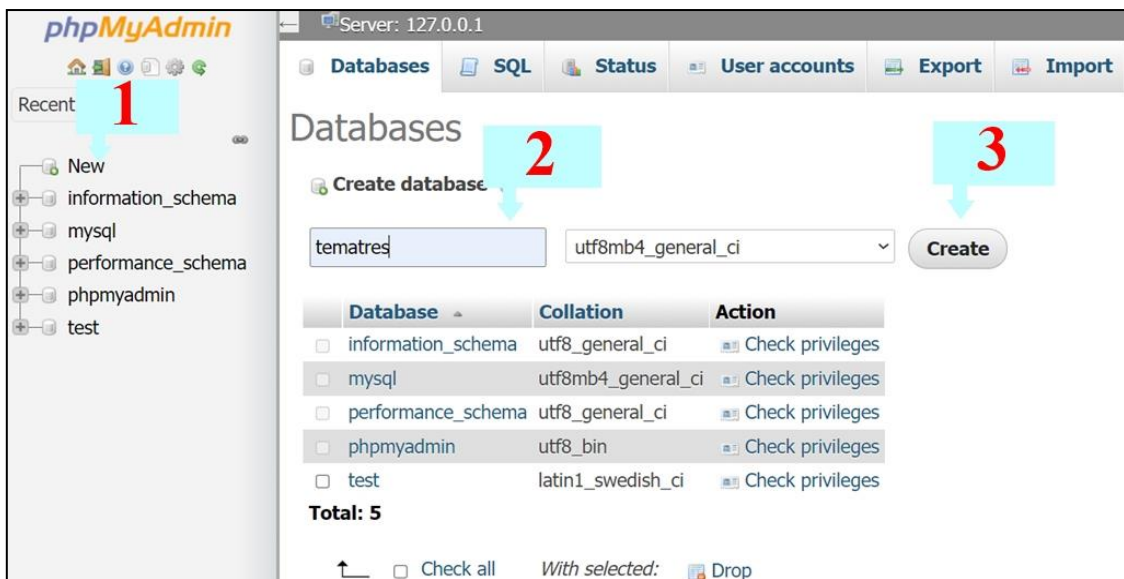 phpMyAdmin
Recent
1
New
information_schema
mysql
performance_schema
phpmyadmin
test
Server: 127.0.0.1
Databases SQL Status User accounts Export Import
Databases
2
3
Create database
tematres utf8mb4_general_ci Create
Database Collation Action
information_schema utf8_general_ci Check privileges
mysql utf8mb4_general_ci Check privileges
performance_schema utf8_general_ci Check privileges
phpmyadmin utf8_bin Check privileges
test latin1_swedish_ci Check privileges
Total: 5
Check all With selected: Drop